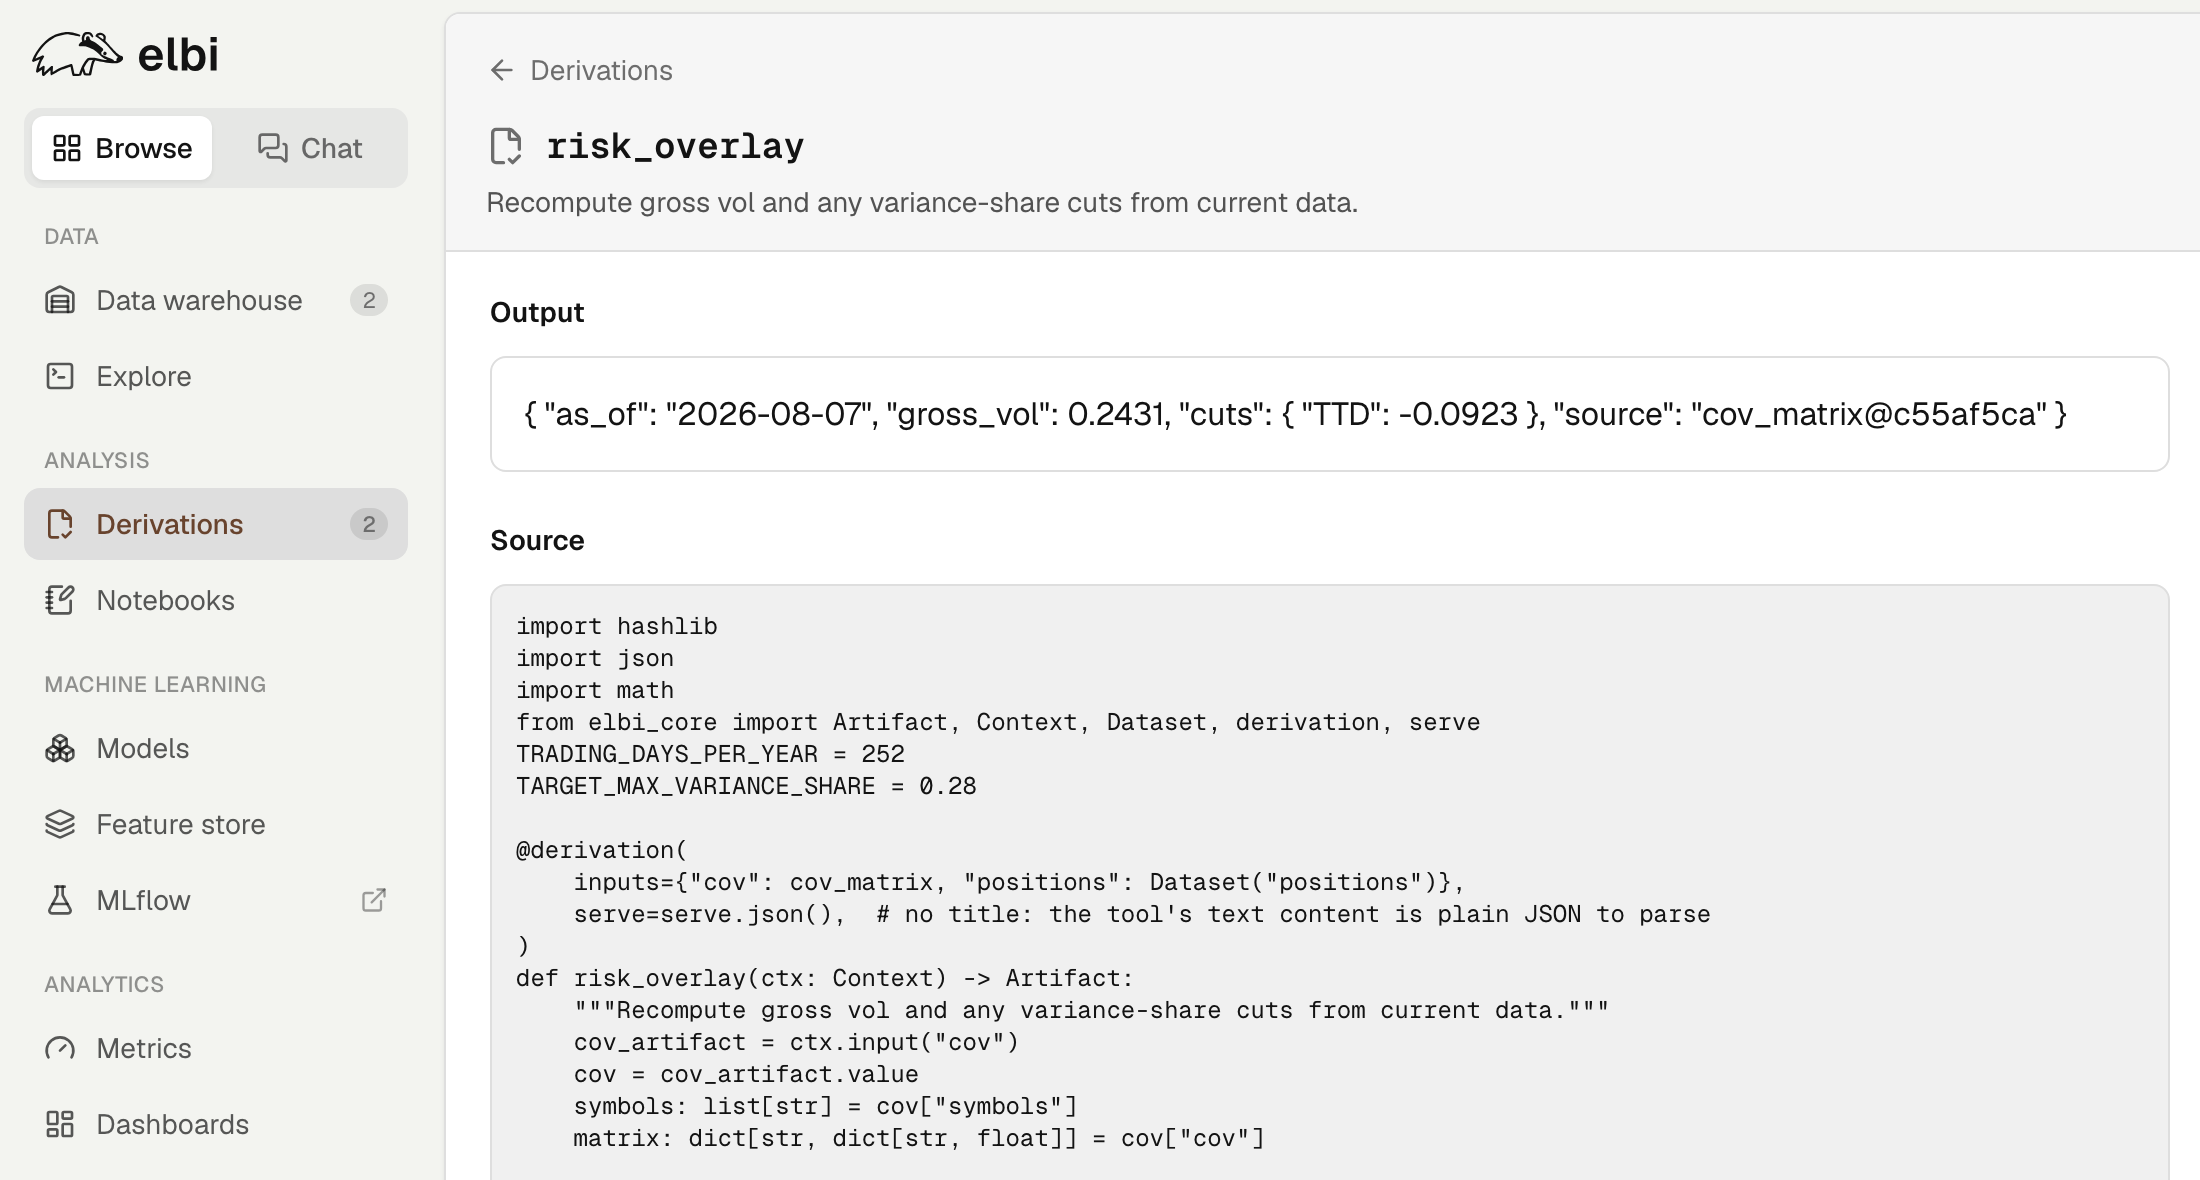 elbi
Browse
Chat
DATA
Data warehouse 2
Explore
ANALYSIS
Derivations 2
Notebooks
MACHINE LEARNING
Models
Feature store
MLflow
ANALYTICS
Metrics
Dashboards
← Derivations
risk_overlay
Recompute gross vol and any variance-share cuts from current data.
Output
{ "as_of": "2026-08-07", "gross_vol": 0.2431, "cuts": { "TTD": -0.0923 }, "source": "cov_matrix@c55af5ca" }
Source
import hashlib
import json
import math
from elbi_core import Artifact, Context, Dataset, derivation, serve
TRADING_DAYS_PER_YEAR = 252
TARGET_MAX_VARIANCE_SHARE = 0.28
@derivation(
    inputs={"cov": cov_matrix, "positions": Dataset("positions")},
    serve=serve.json(),  # no title: the tool's text content is plain JSON to parse
)
def risk_overlay(ctx: Context) -> Artifact:
    """Recompute gross vol and any variance-share cuts from current data."""
    cov_artifact = ctx.input("cov")
    cov = cov_artifact.value
    symbols: list[str] = cov["symbols"]
    matrix: dict[str, dict[str, float]] = cov["cov"]